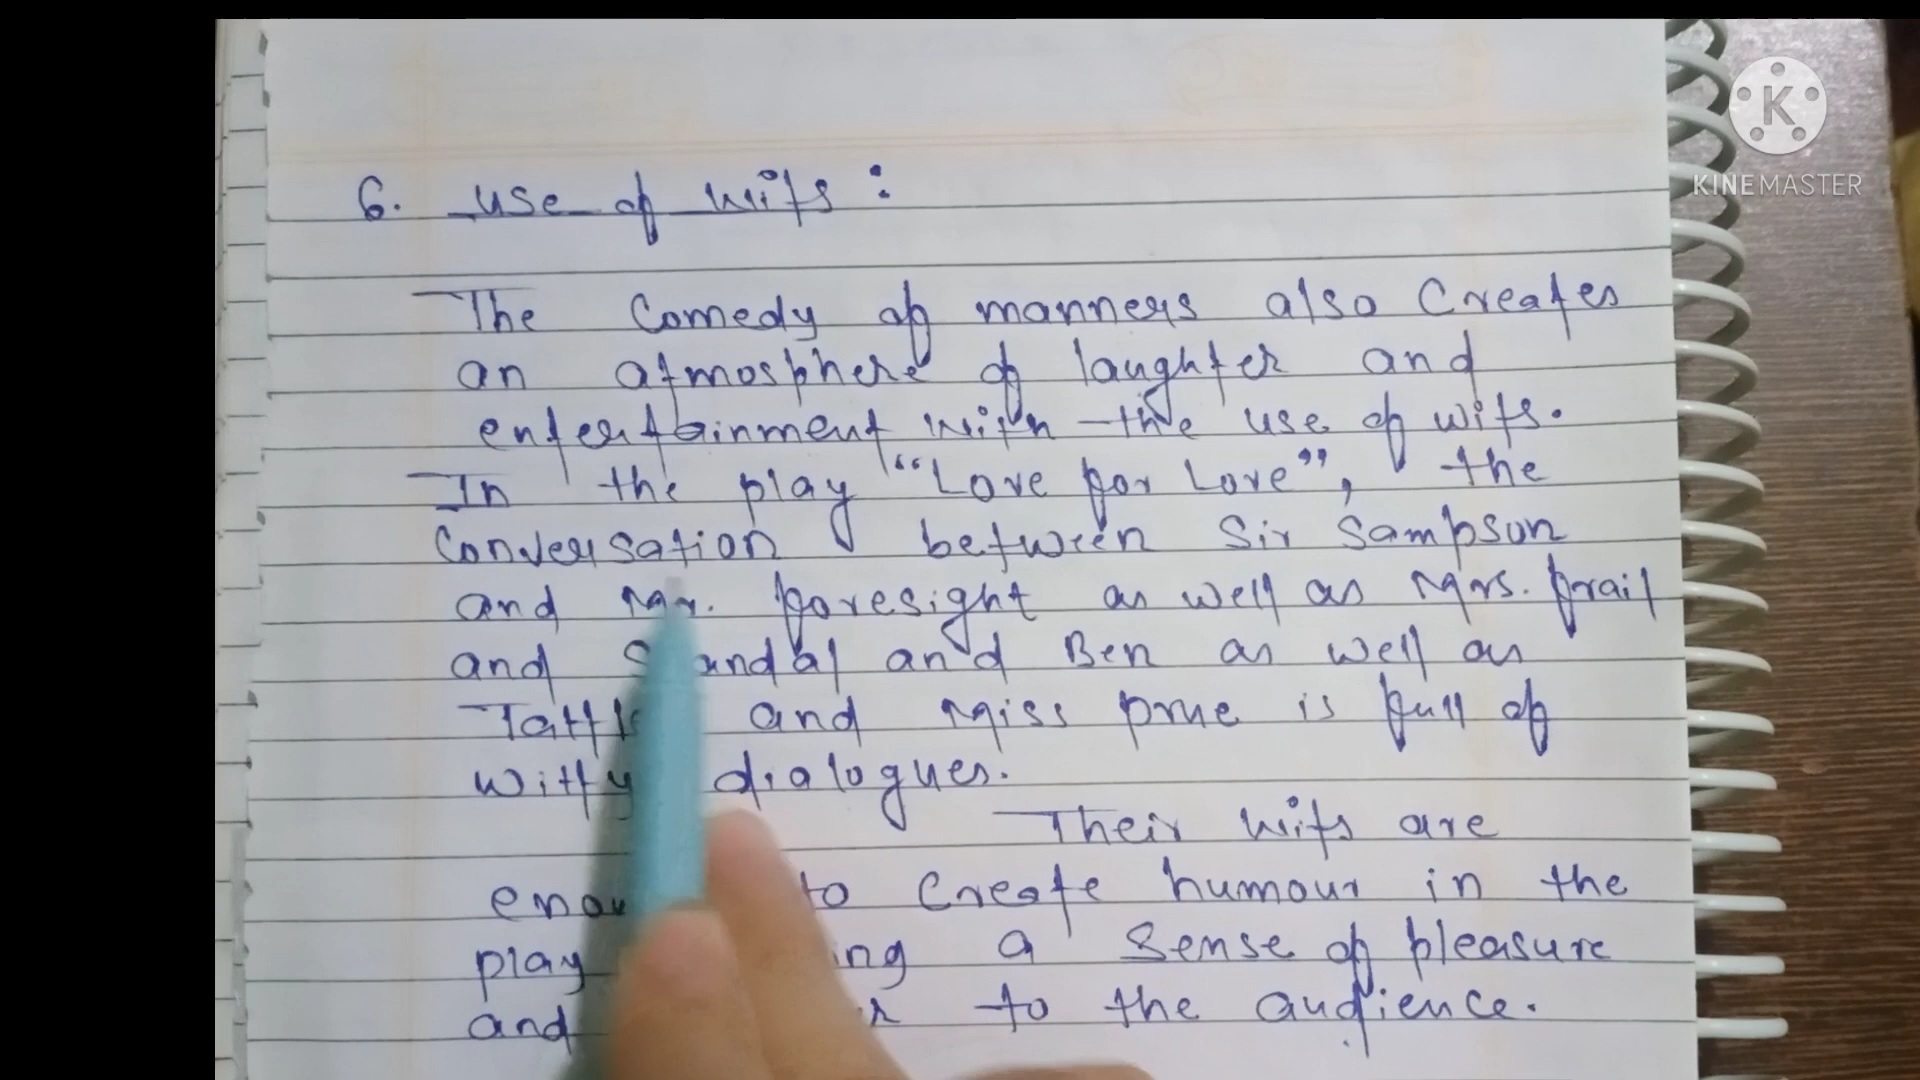 6. use of wits :
The Comedy of manners also Creates
an atmosphere of laughter and
entertainment with the use of wits.
In the play “Love for Love”, the
Conversation between Sir Sampson
and Mr. foresight as well as Mrs. frail
and and Ben as well as
and Miss prue is full of
witty dialogues.
Their wits are
to Create humour in the
play a sense of pleasure
and to the audience.
KINEMASTER